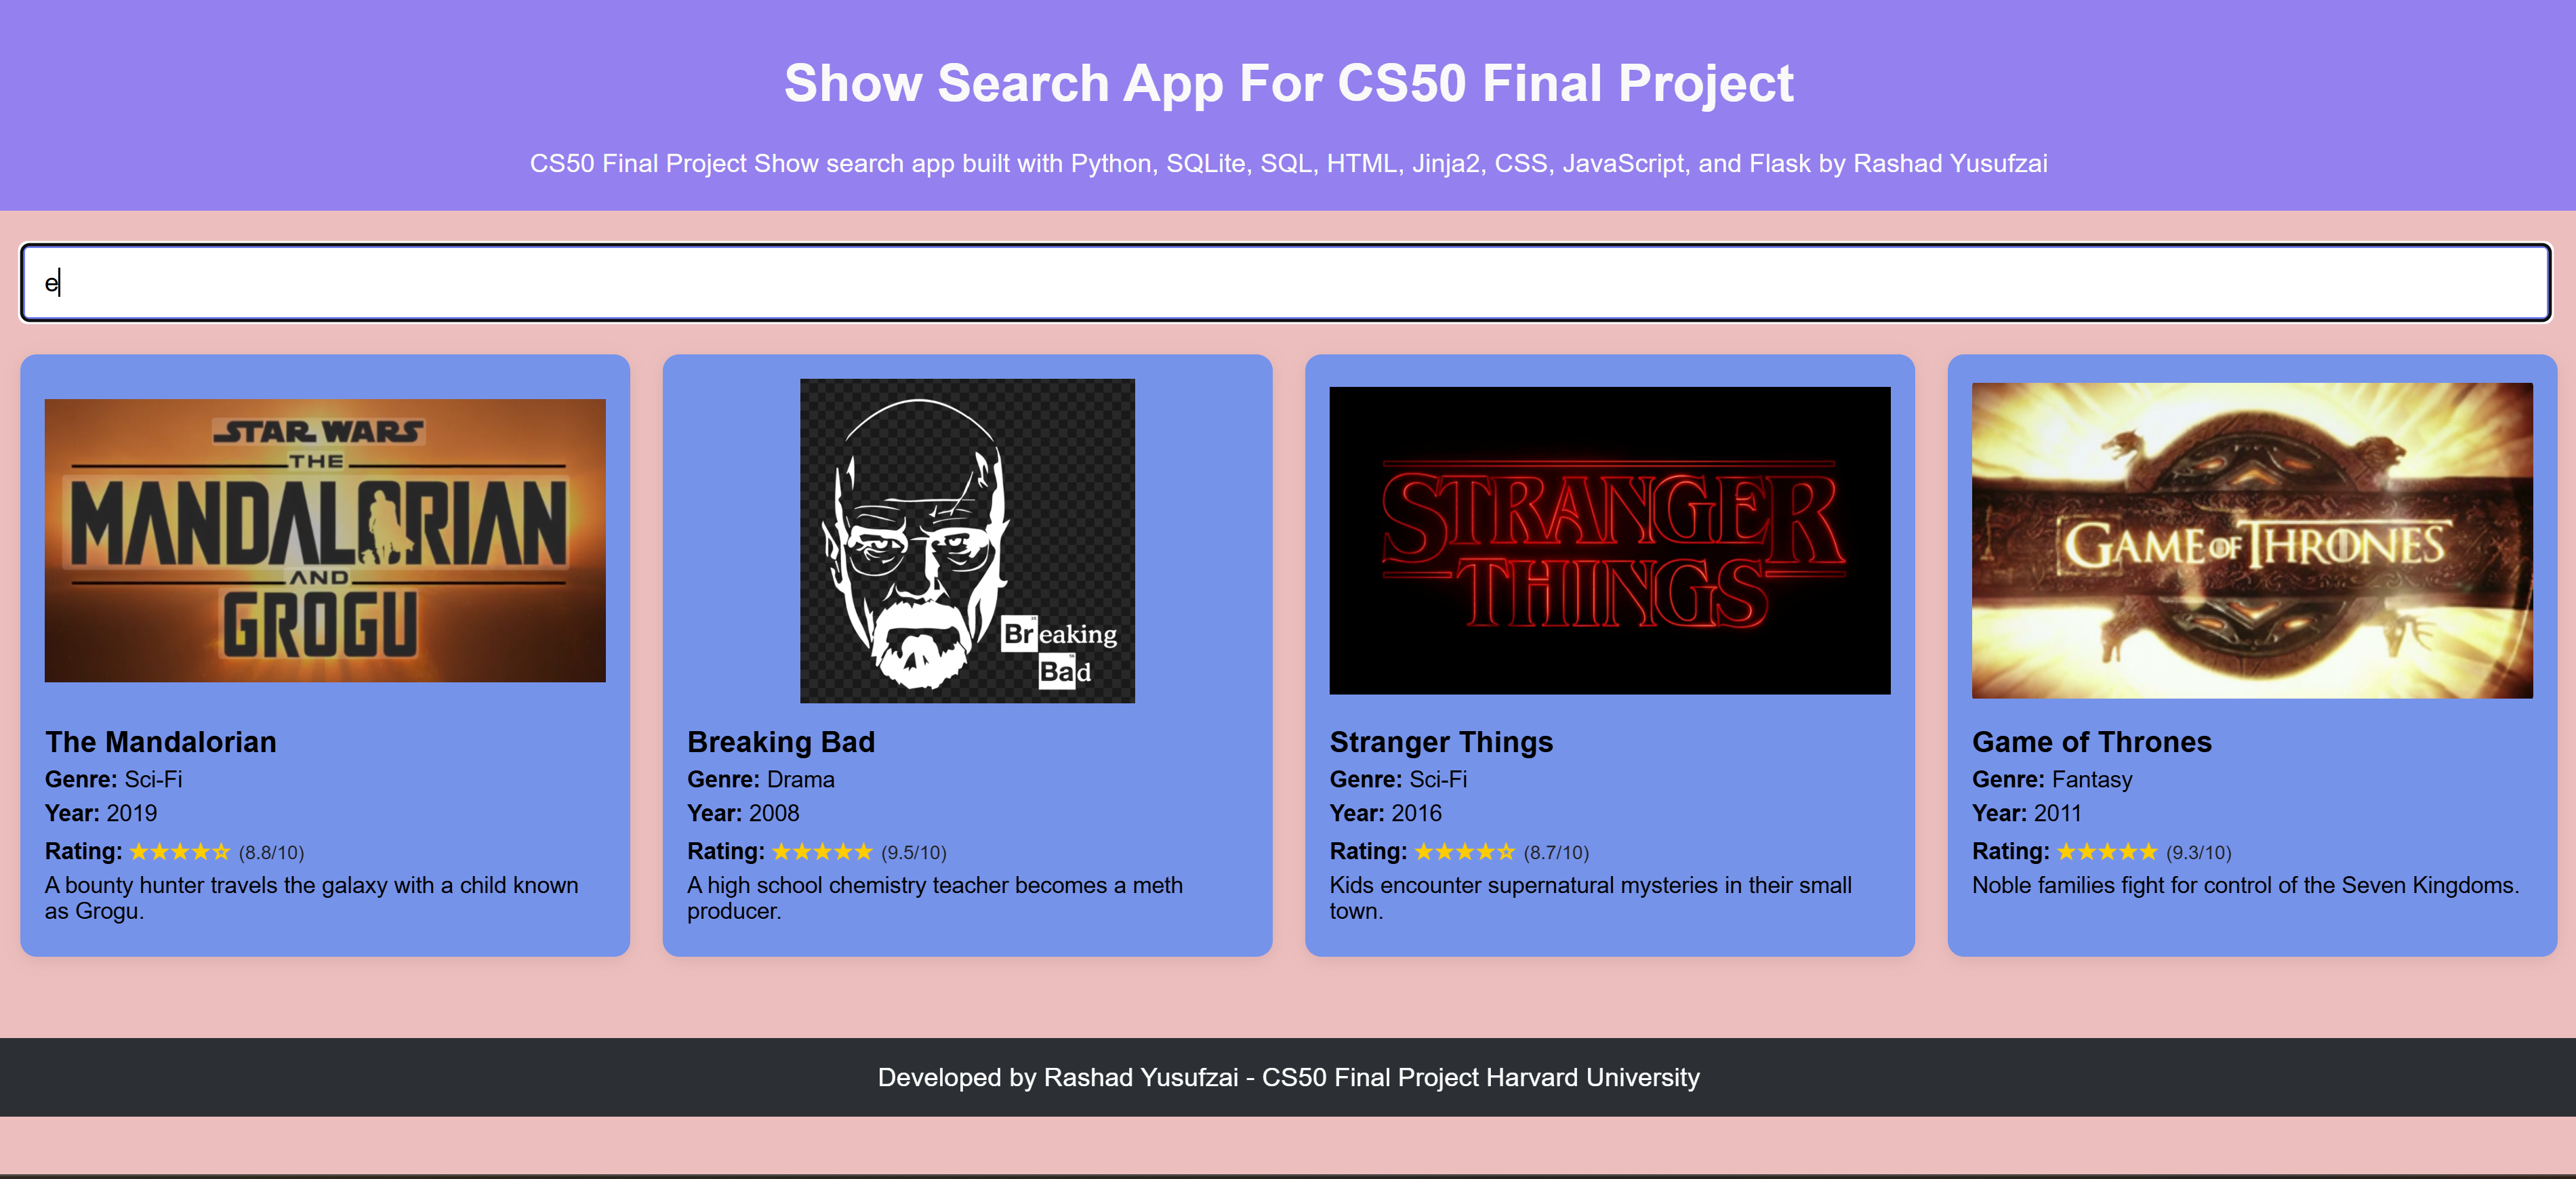 Show Search App For CS50 Final Project
CS50 Final Project Show search app built with Python, SQLite, SQL, HTML, Jinja2, CSS, JavaScript, and Flask by Rashad Yusufzai
e
STAR WARS
THE
MANDALORIAN
AND
GROGU
The Mandalorian
Genre: Sci-Fi
Year: 2019
Rating: ★★★★☆ (8.8/10)
A bounty hunter travels the galaxy with a child known
as Grogu.
Breaking
Bad
Breaking Bad
Genre: Drama
Year: 2008
Rating: ★★★★★ (9.5/10)
A high school chemistry teacher becomes a meth
producer.
STRANGER
THINGS
Stranger Things
Genre: Sci-Fi
Year: 2016
Rating: ★★★★☆ (8.7/10)
Kids encounter supernatural mysteries in their small
town.
GAME OF THRONES
Game of Thrones
Genre: Fantasy
Year: 2011
Rating: ★★★★★ (9.3/10)
Noble families fight for control of the Seven Kingdoms.
Developed by Rashad Yusufzai - CS50 Final Project Harvard University